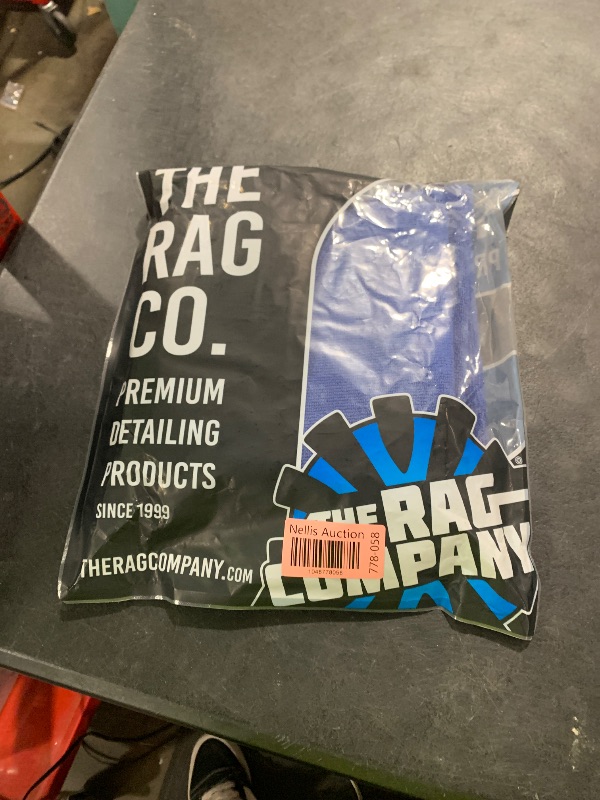 THE
RAG
CO.
PREMIUM
DETAILING
PRODUCTS
SINCE 1999
THERAGCOMPANY.COM
THE RAG
COMPANY
®
Nellis Auction
778-058